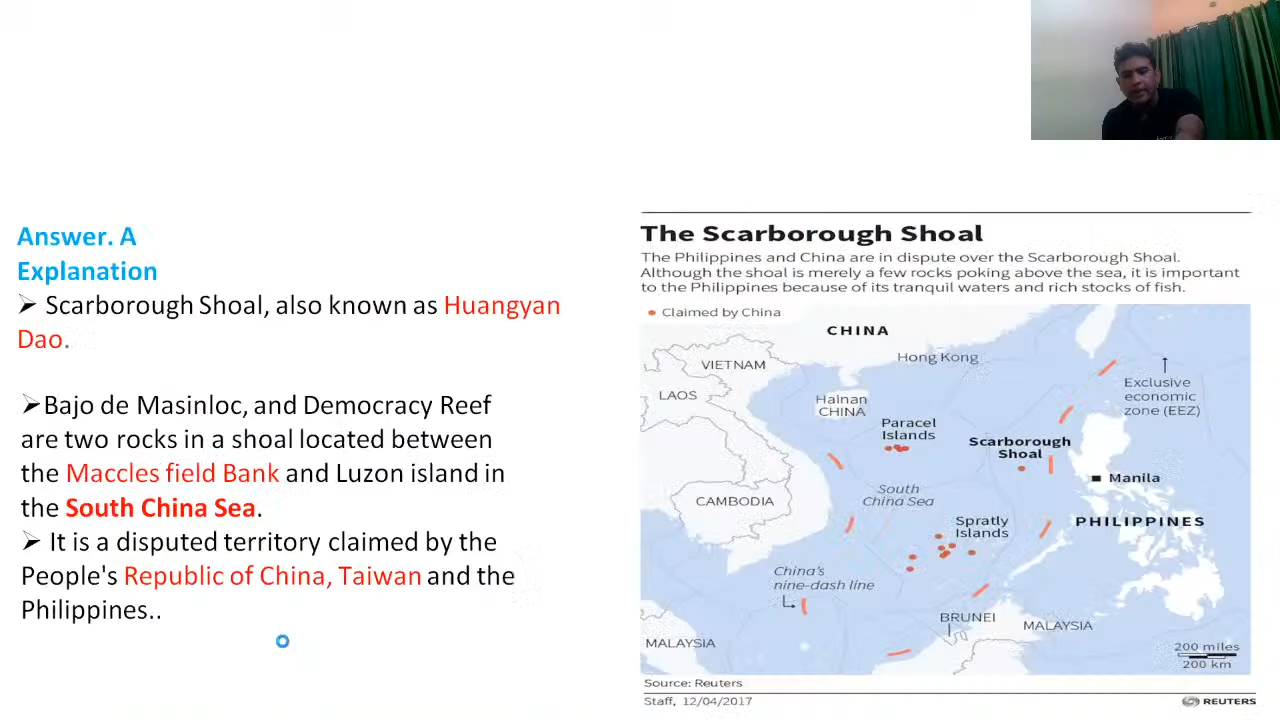 Answer. A
Explanation
➢ Scarborough Shoal, also known as Huangyan
Dao.
➢Bajo de Masinloc, and Democracy Reef
are two rocks in a shoal located between
the Maccles field Bank and Luzon island in
the South China Sea.
➢ It is a disputed territory claimed by the
People's Republic of China, Taiwan and the
Philippines..
The Scarborough Shoal
The Philippines and China are in dispute over the Scarborough Shoal.
Although the shoal is merely a few rocks poking above the sea, it is important
to the Philippines because of its tranquil waters and rich stocks of fish.
Claimed by China
CHINA
Hong Kong
VIETNAM
LAOS
Hainan
CHINA
Exclusive
economic
zone (EEZ)
Paracel
Islands
Scarborough
Shoal
Manila
CAMBODIA
South
China Sea
Spratly
Islands
PHILIPPINES
China's
nine-dash line
BRUNEI
MALAYSIA
MALAYSIA
200 miles
200 km
Source: Reuters
Staff, 12/04/2017
REUTERS